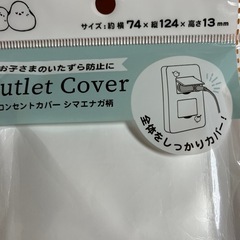 サイズ：約 横74×縦124×高さ13mm
お子さまのいたずら防止に
utlet Cover
コンセントカバー シマエナガ柄
全体をしっかりカバー!